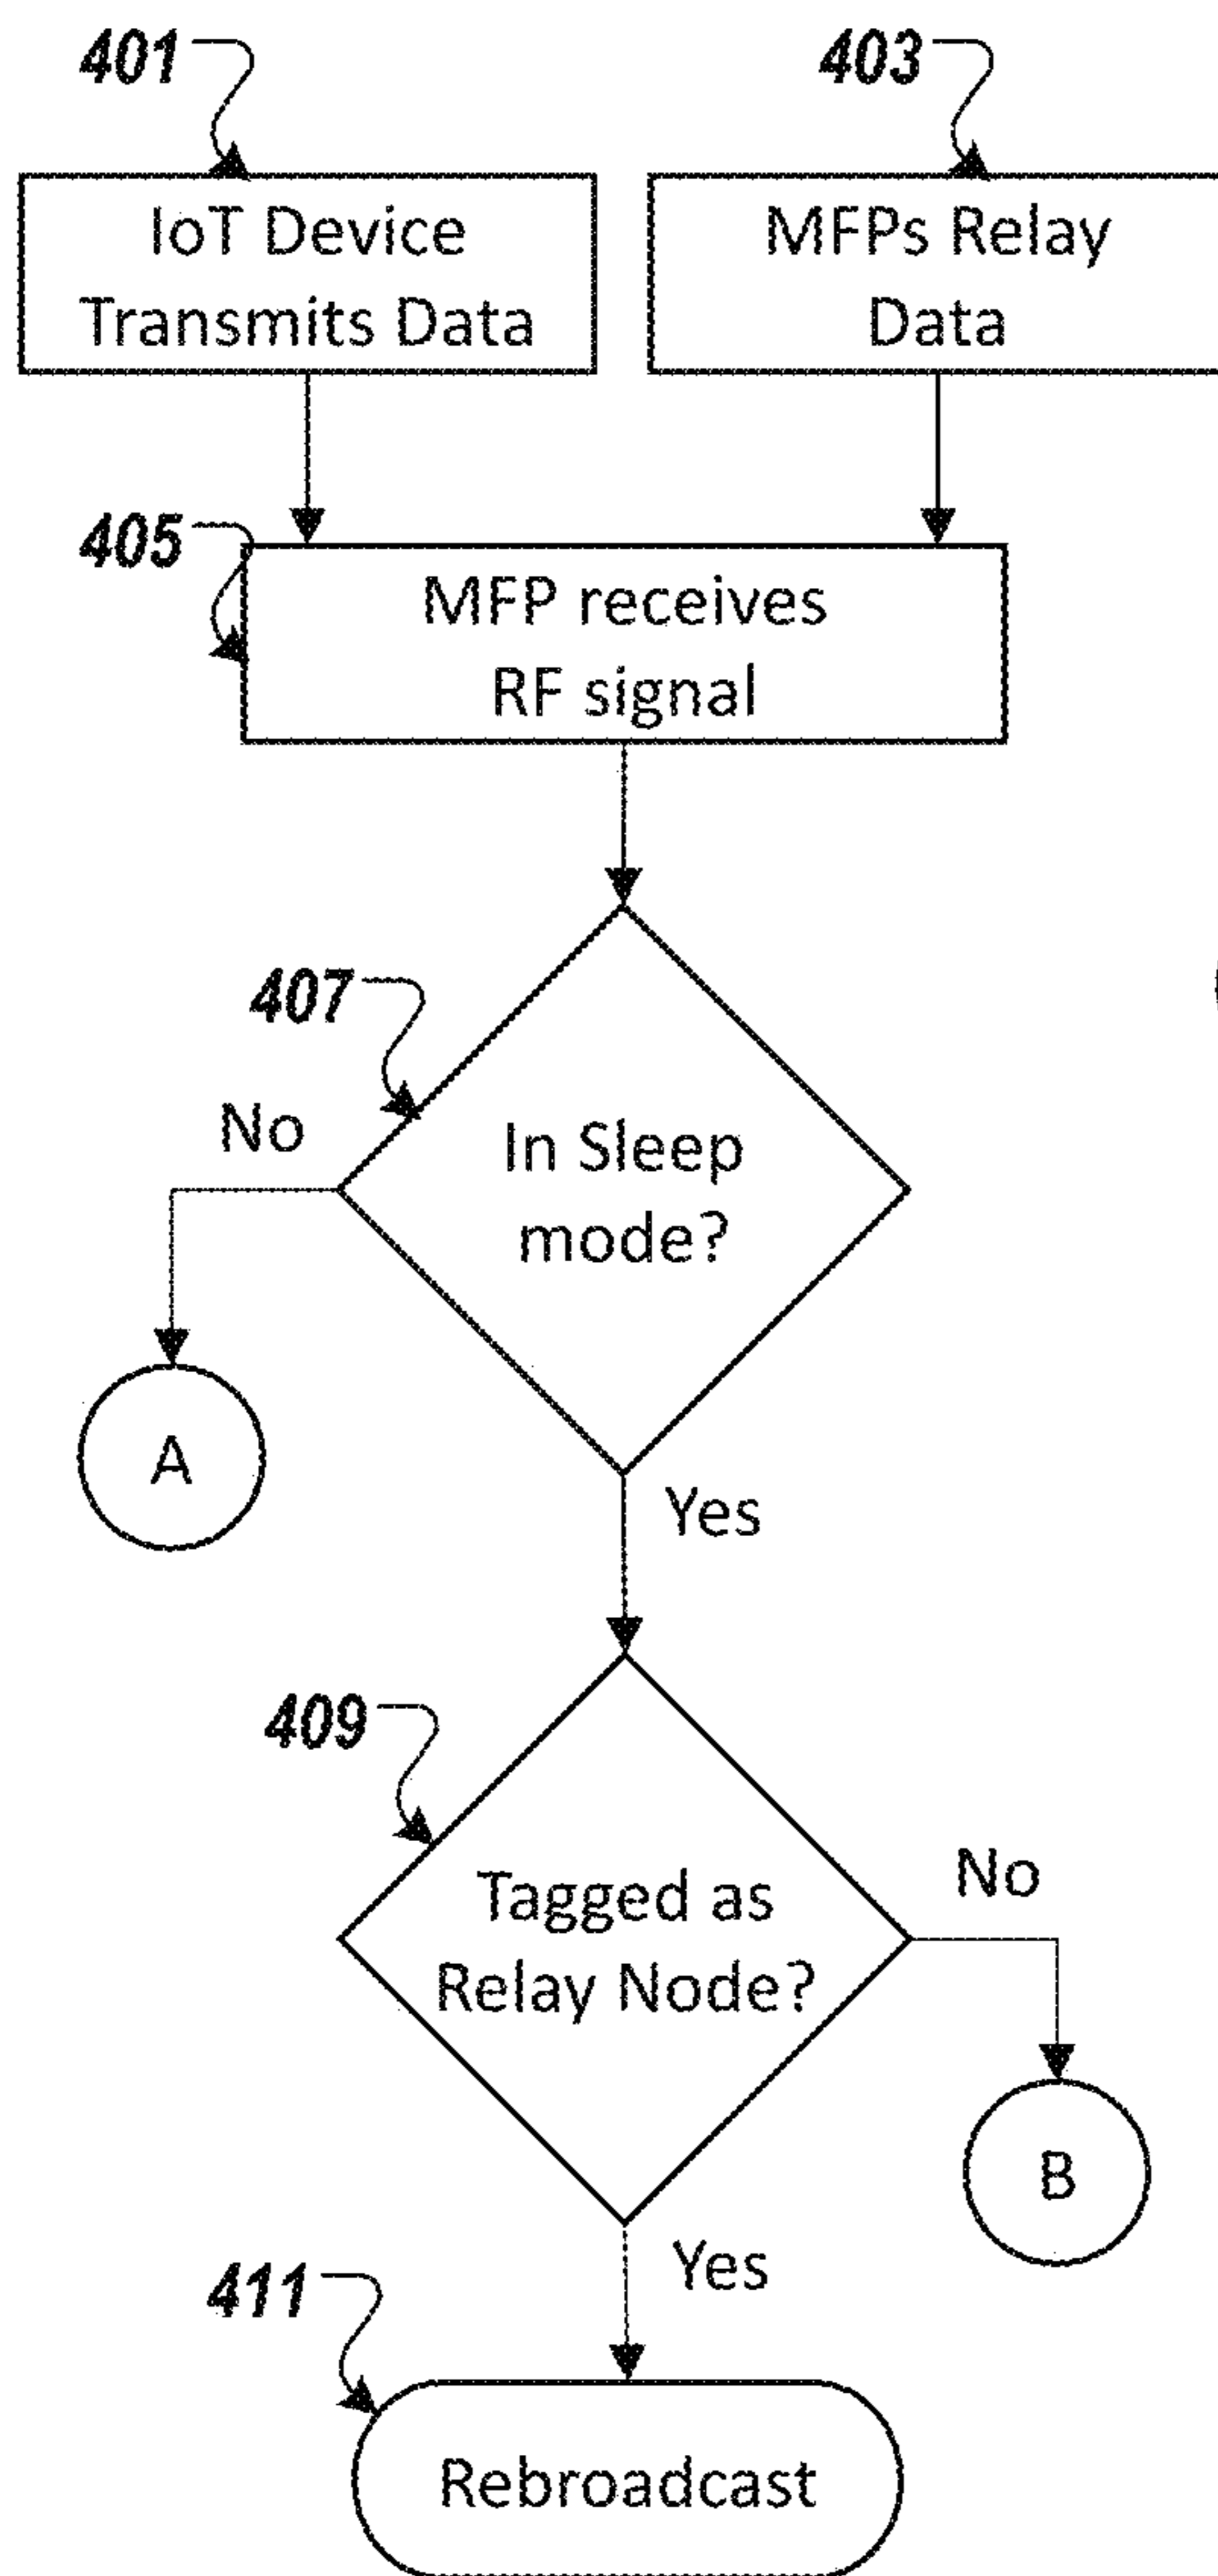 401
403
IoT Device
Transmits Data
MFPs Relay
Data
405
MFP receives
RF signal
407
No
In Sleep
mode?
A
Yes
409
Tagged as
Relay Node?
No
B
Yes
411
Rebroadcast